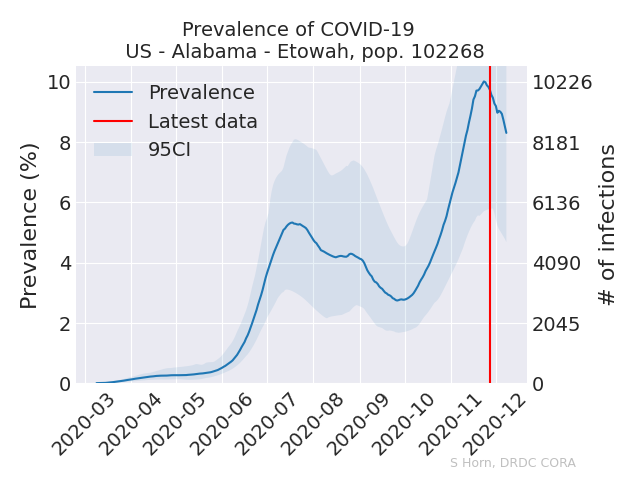 Prevalence of COVID-19
US - Alabama - Etowah, pop. 102268
Prevalence (%)
10
8
6
4
2
0
Prevalence
Latest data
95CI
10226
8181
6136
4090
2045
0
# of infections
2020-03
2020-04
2020-05
2020-06
2020-07
2020-08
2020-09
2020-10
2020-11
2020-12
S Horn, DRDC CORA